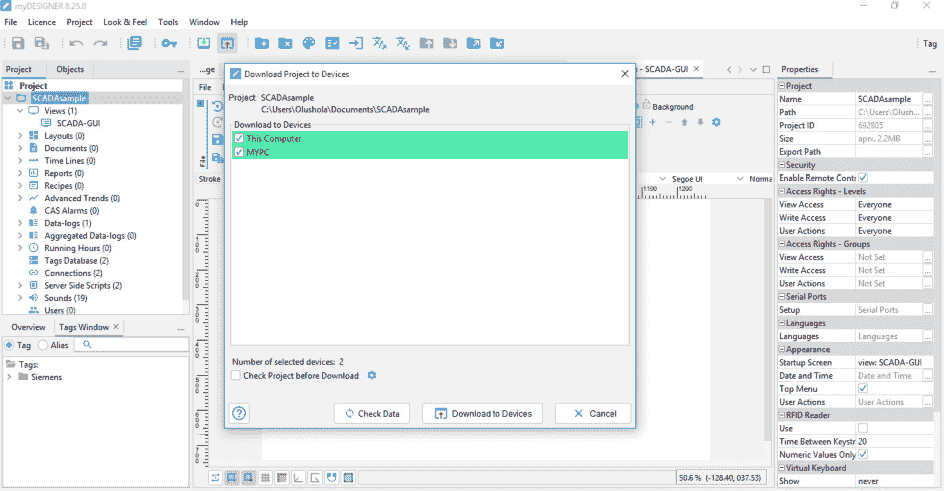 myDESIGNER 8.25.0
File Licence Project Look & Feel Tools Window Help
Tag
Project Objects
Project
SCADAsample
Views (1)
SCADA-GUI
Layouts (0)
Documents (0)
Time Lines (0)
Reports (0)
Recipes (0)
Advanced Trends (0)
CAS Alarms (0)
Data-logs (1)
Aggregated Data-logs (0)
Running Hours (0)
Tags Database (2)
Connections (2)
Server Side Scripts (2)
Sounds (19)
Users (0)
Overview Tags Window
Tag Alias
Tags:
Siemens
...ge
File
File
Stroke
Download Project to Devices
Project: SCADAsample
C:\Users\Olushola\Documents\SCADAsample
Download to Devices
This Computer
MYPC
Number of selected devices: 2
Check Project before Download
Check Data Download to Devices Cancel
- SCADA-GUI
Background
Segoe UI Norma
1100 1200
50.6 % (-128.40, 037.53)
Properties
Project
Name SCADAsample ...
Path C:\Users\Olush... ...
Project ID 692805
Size aprx. 2.2MB ...
Export Path ...
Security
Enable Remote Contr
Access Rights - Levels
View Access Everyone
Write Access Everyone
User Actions Everyone
Access Rights - Groups
View Access Not Set ...
Write Access Not Set ...
User Actions Not Set ...
Serial Ports
Setup Serial Ports ...
Languages
Languages Languages ...
Appearance
Startup Screen view: SCADA-GUI
Date and Time Date and Time ...
Top Menu
User Actions User Actions ...
RFID Reader
Use
Time Between Keystr 20
Numeric Values Only
Virtual Keyboard
Show never